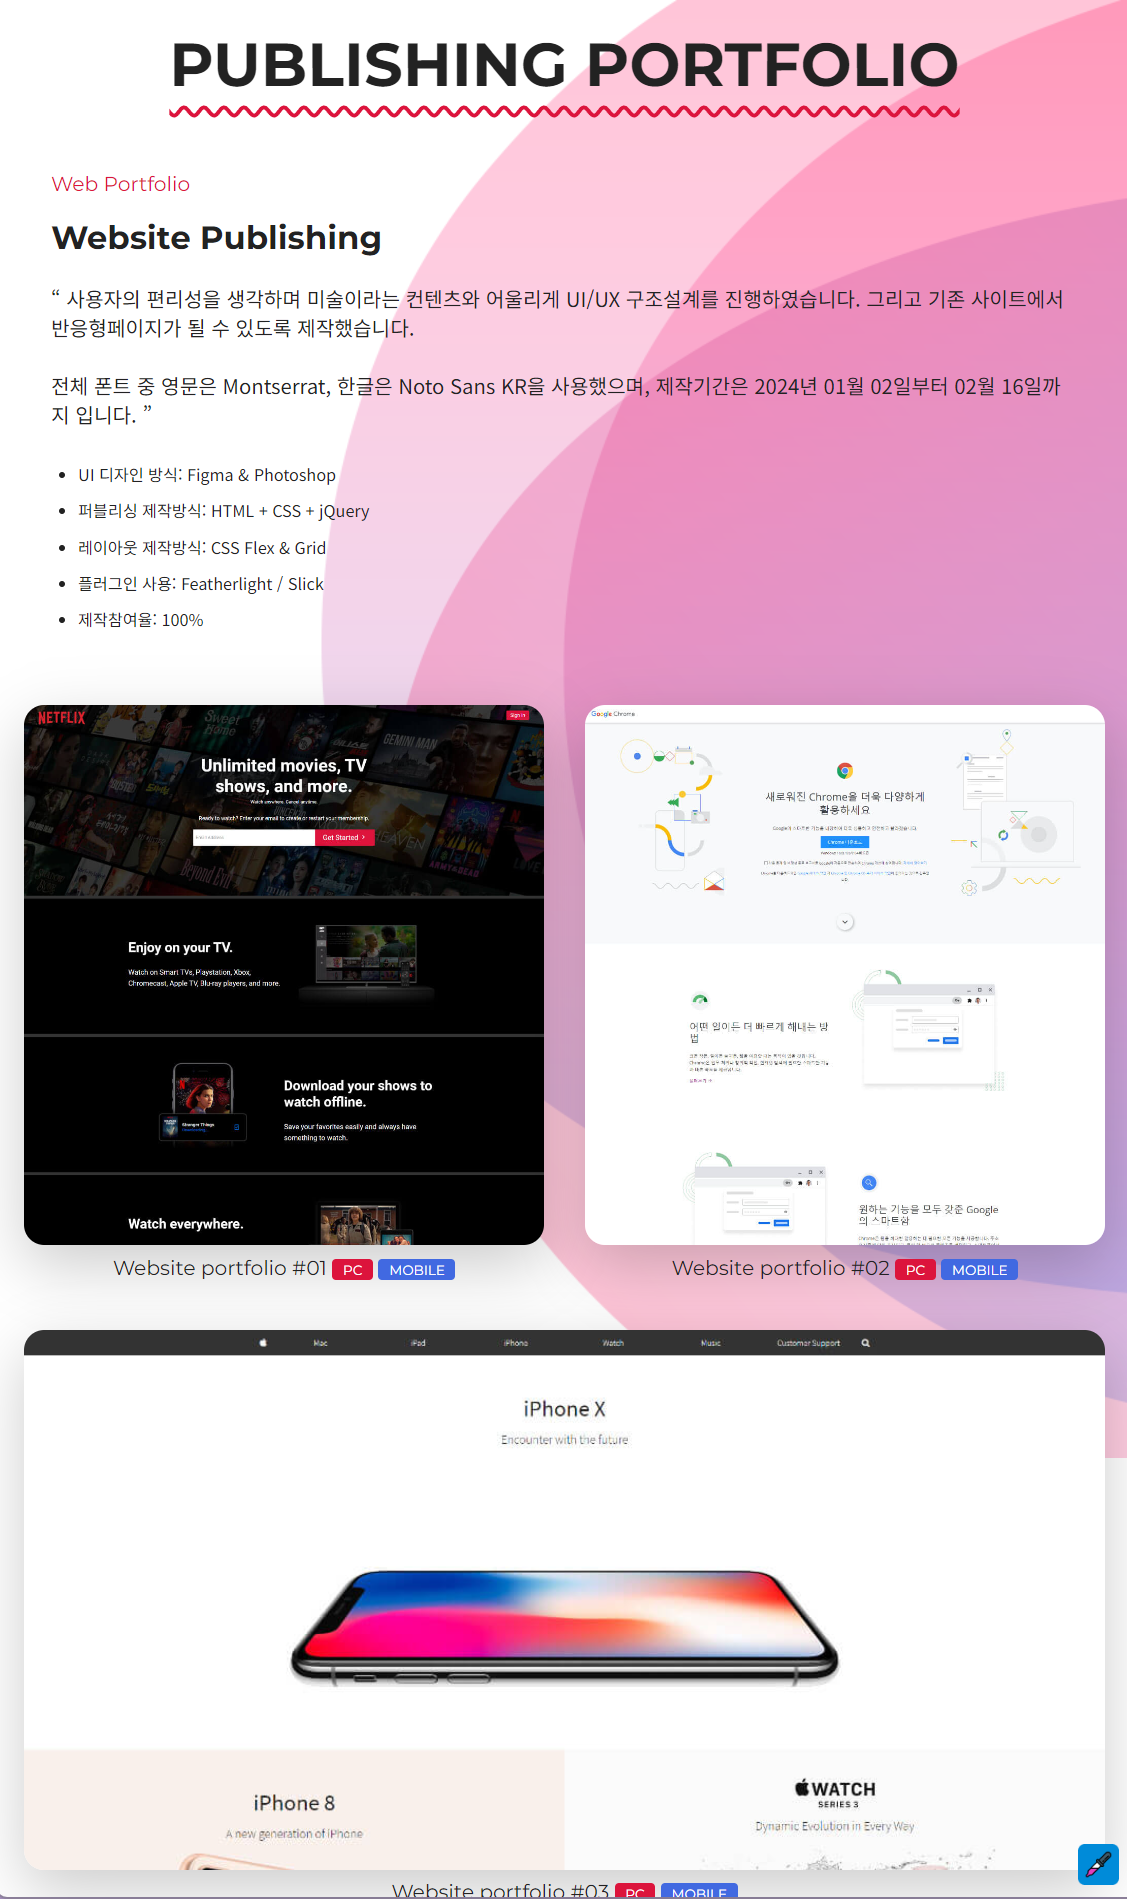 PUBLISHING PORTFOLIO
Web Portfolio
Website Publishing
“ 사용자의 편리성을 생각하며 미술이라는 컨텐츠와 어울리게 UI/UX 구조설계를 진행하였습니다. 그리고 기존 사이트에서
반응형페이지가 될 수 있도록 제작했습니다.
전체 폰트 중 영문은 Montserrat, 한글은 Noto Sans KR을 사용했으며, 제작기간은 2024년 01월 02일부터 02월 16일까
지 입니다. ”
UI 디자인 방식: Figma & Photoshop
퍼블리싱 제작방식: HTML + CSS + jQuery
레이아웃 제작방식: CSS Flex & Grid
플러그인 사용: Featherlight / Slick
제작참여율: 100%
NETFLIX
Sign In
Sweet
Home
GEMINI MAN
Unlimited movies, TV
shows, and more.
Watch anywhere. Cancel anytime.
Ready to watch? Enter your email to create or restart your membership.
Email Address
Get Started >
Beyond Evil
ARMY&DEAD
Enjoy on your TV.
Watch on Smart TVs, Playstation, Xbox,
Chromecast, Apple TV, Blu-ray players, and more.
Download your shows to
watch offline.
Stranger Things
Save your favorites easily and always have
something to watch.
Watch everywhere.
Website portfolio #01 PC MOBILE
Google Chrome
새로워진 Chrome을 더욱 다양하게
활용하세요
어떤 일이든 더 빠르게 해내는 방
법
원하는 기능을 모두 갖춘 Google
의 스마트함
Website portfolio #02 PC MOBILE
Mac iPad iPhone Watch Music Customer Support
iPhone X
Encounter with the future
iPhone 8
A new generation of iPhone
WATCH
SERIES 3
Dynamic Evolution in Every Way
Website portfolio #03 PC MOBILE